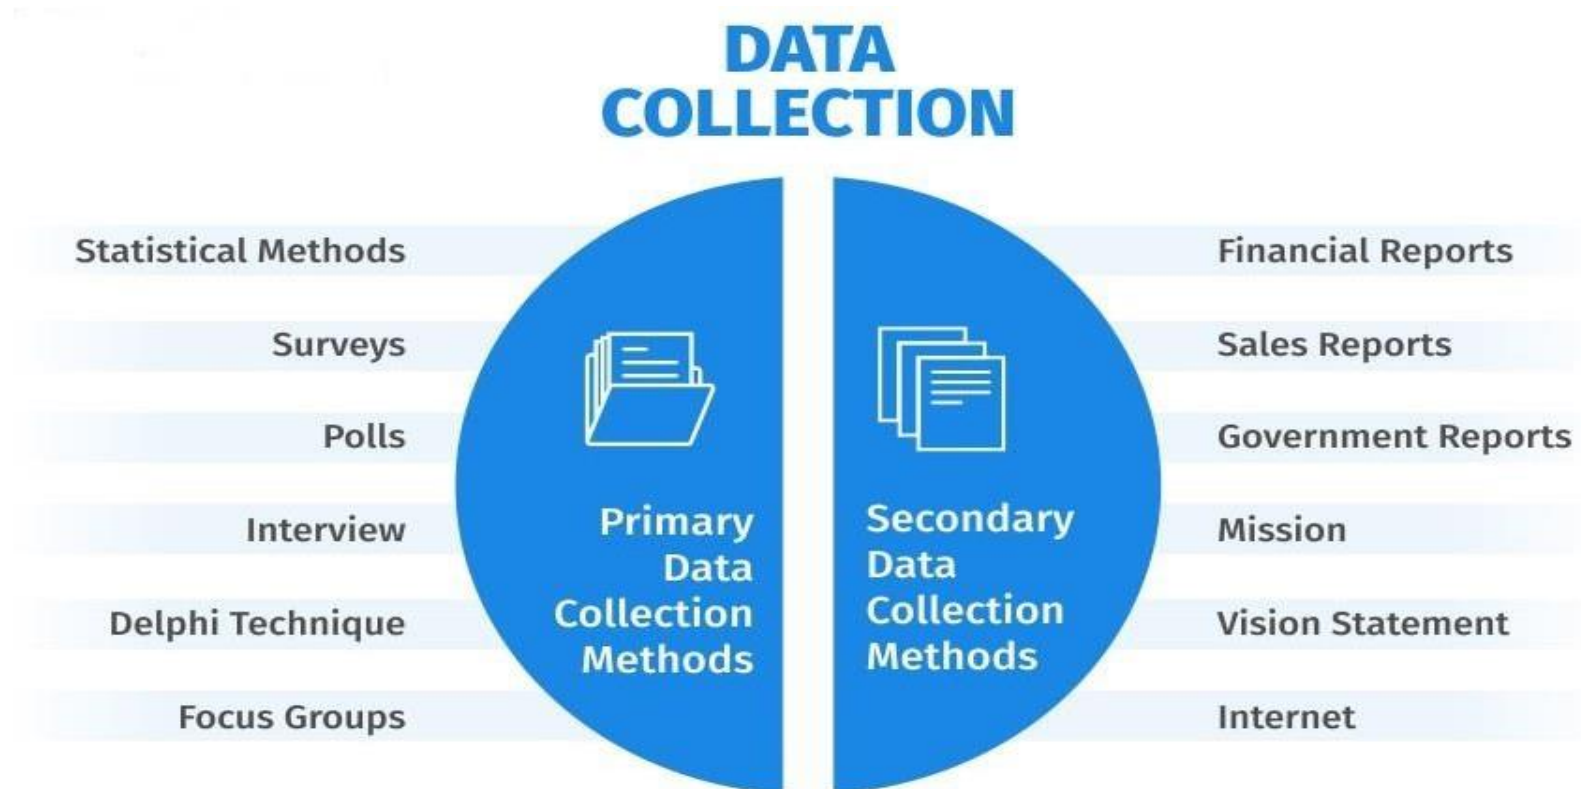 DATA
COLLECTION
Statistical Methods
Surveys
Polls
Interview
Delphi Technique
Focus Groups
Primary
Data
Collection
Methods
Secondary
Data
Collection
Methods
Financial Reports
Sales Reports
Government Reports
Mission
Vision Statement
Internet